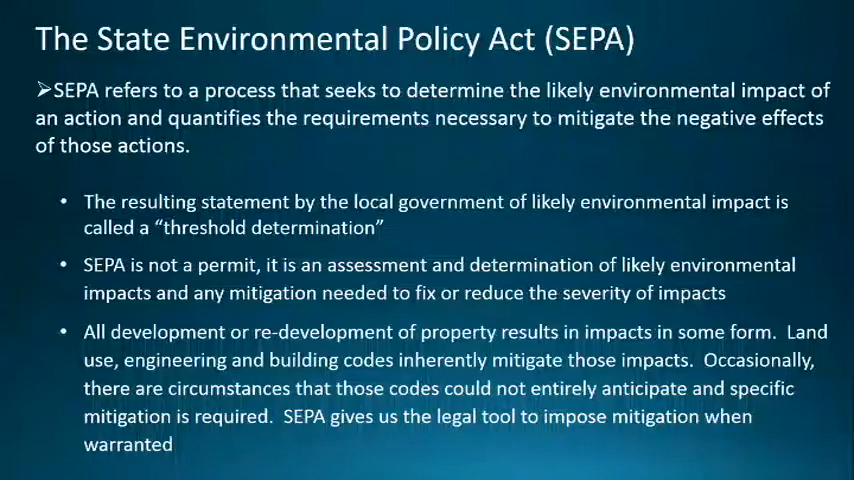 The State Environmental Policy Act (SEPA)
➢SEPA refers to a process that seeks to determine the likely environmental impact of
an action and quantifies the requirements necessary to mitigate the negative effects
of those actions.
• The resulting statement by the local government of likely environmental impact is
called a “threshold determination”
• SEPA is not a permit, it is an assessment and determination of likely environmental
impacts and any mitigation needed to fix or reduce the severity of impacts
• All development or re-development of property results in impacts in some form.  Land
use, engineering and building codes inherently mitigate those impacts.  Occasionally,
there are circumstances that those codes could not entirely anticipate and specific
mitigation is required.  SEPA gives us the legal tool to impose mitigation when
warranted